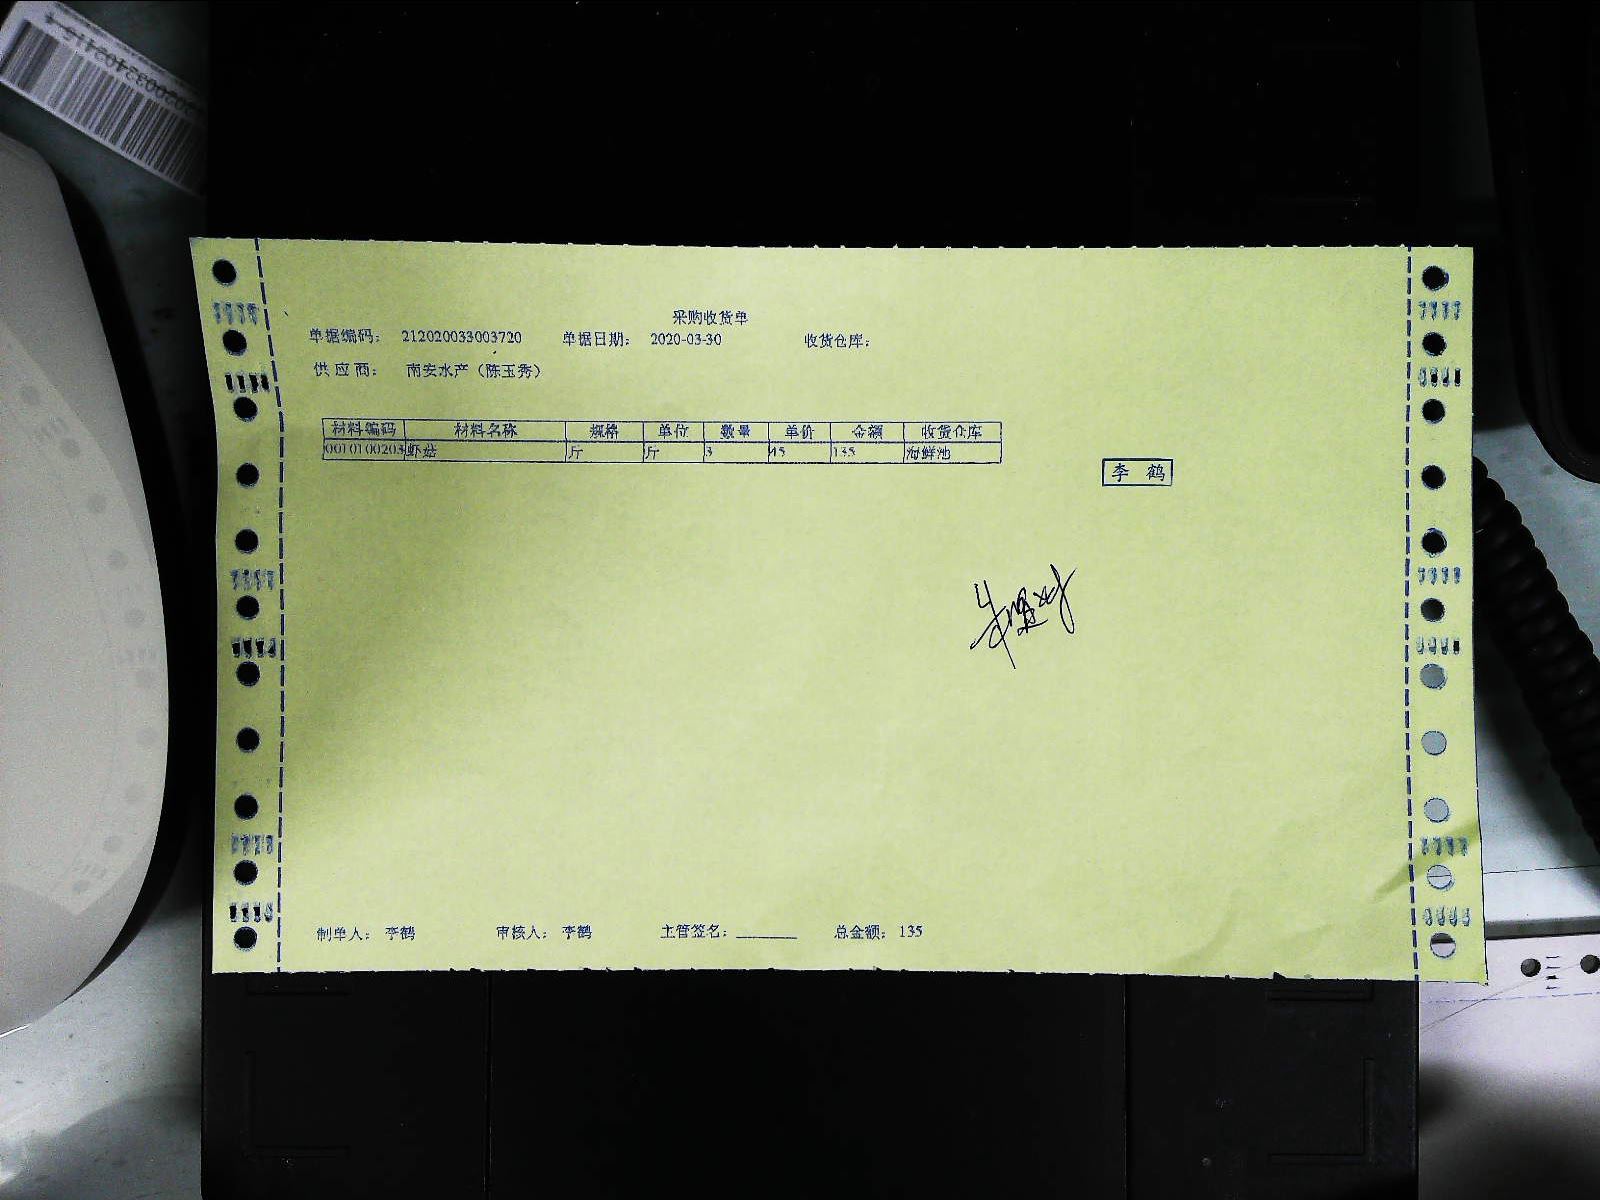 采购收货单
单据编码： 212020033003720 单据日期： 2020-03-30 收货仓库：
供应商： 南安水产（陈玉秀）
材料编码 材料名称 规格 单位 数量 单价 金额 收货仓库
0010100203 虾菇 斤 斤 3 45 135 海鲜池
李 鹤
制单人： 李鹤 审核人： 李鹤 主管签名：______ 总金额： 135